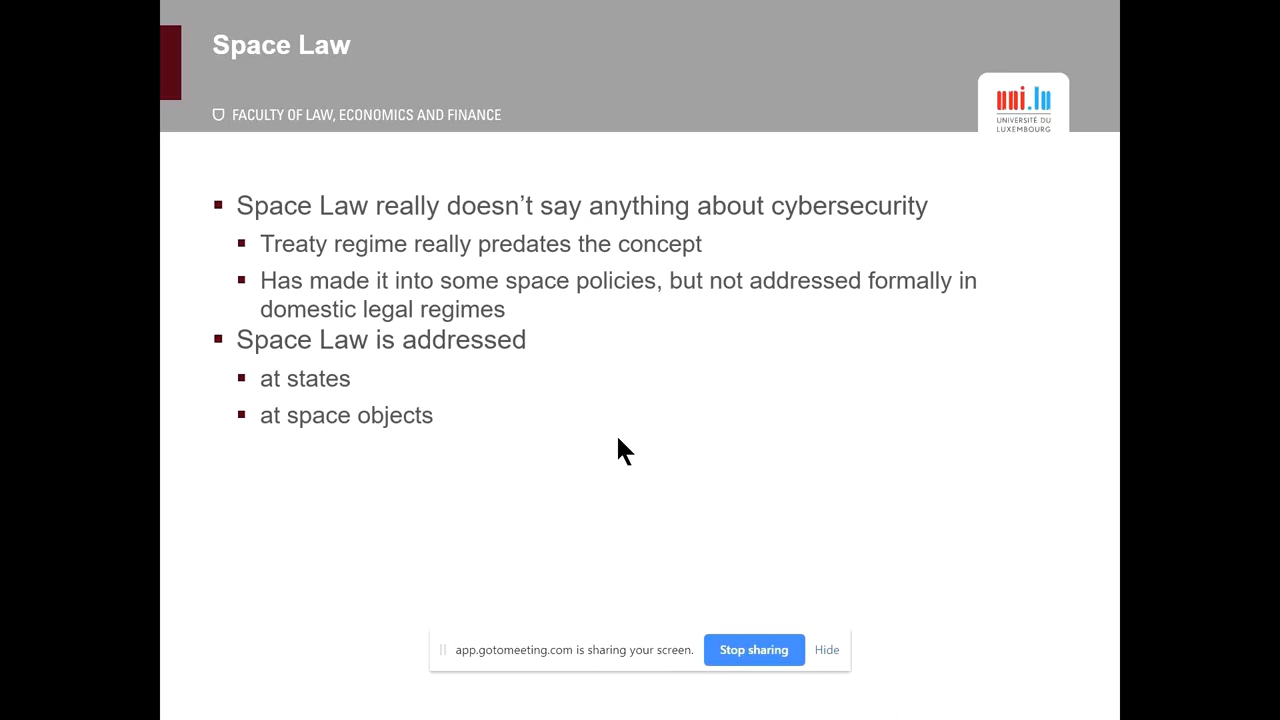 Space Law
FACULTY OF LAW, ECONOMICS AND FINANCE
uni.lu
UNIVERSITÉ DU
LUXEMBOURG
Space Law really doesn’t say anything about cybersecurity
Treaty regime really predates the concept
Has made it into some space policies, but not addressed formally in
domestic legal regimes
Space Law is addressed
at states
at space objects
app.gotomeeting.com is sharing your screen.
Stop sharing
Hide